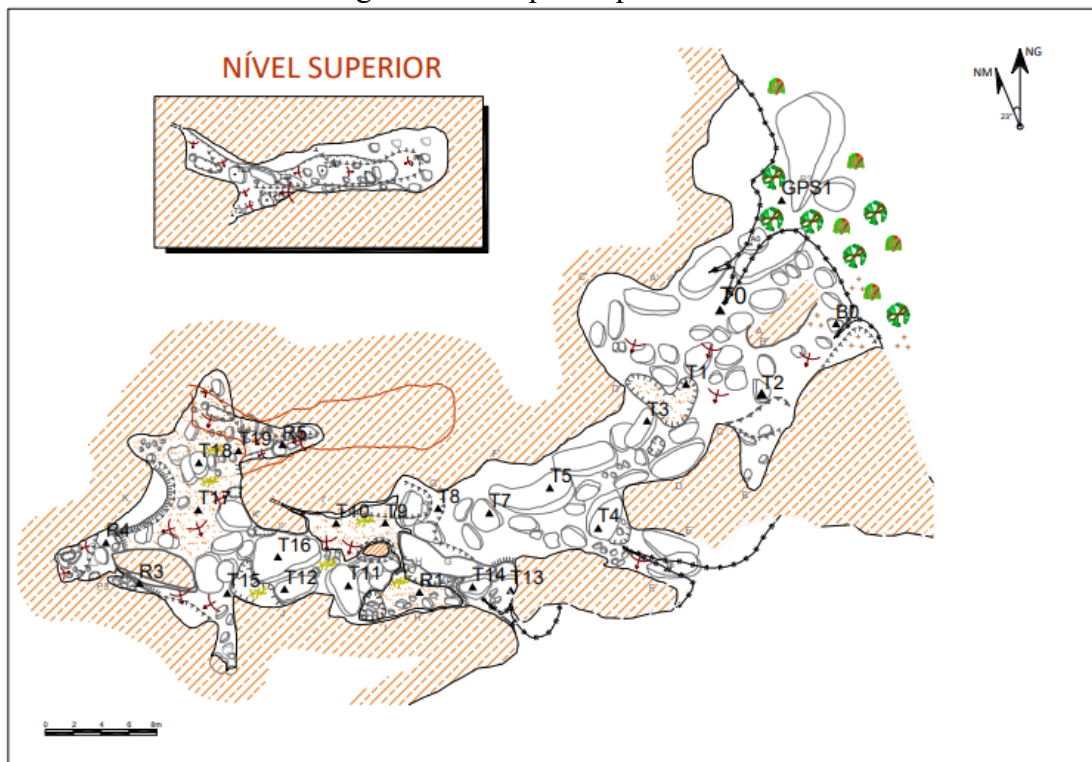 NÍVEL SUPERIOR
NG
NM
23°
GPS1
T0
B0
T1
T2
T3
T5
T4
T8
T7
T10
T9
T19
R5
T18
T17
R4
R3
T16
T12
T11
R1
T14
T13
T15
C'
A'
D'
F'
G'
A
B'
C
D
E'
E
F
G
H'
H
K
K'
0 2 4 6 8m